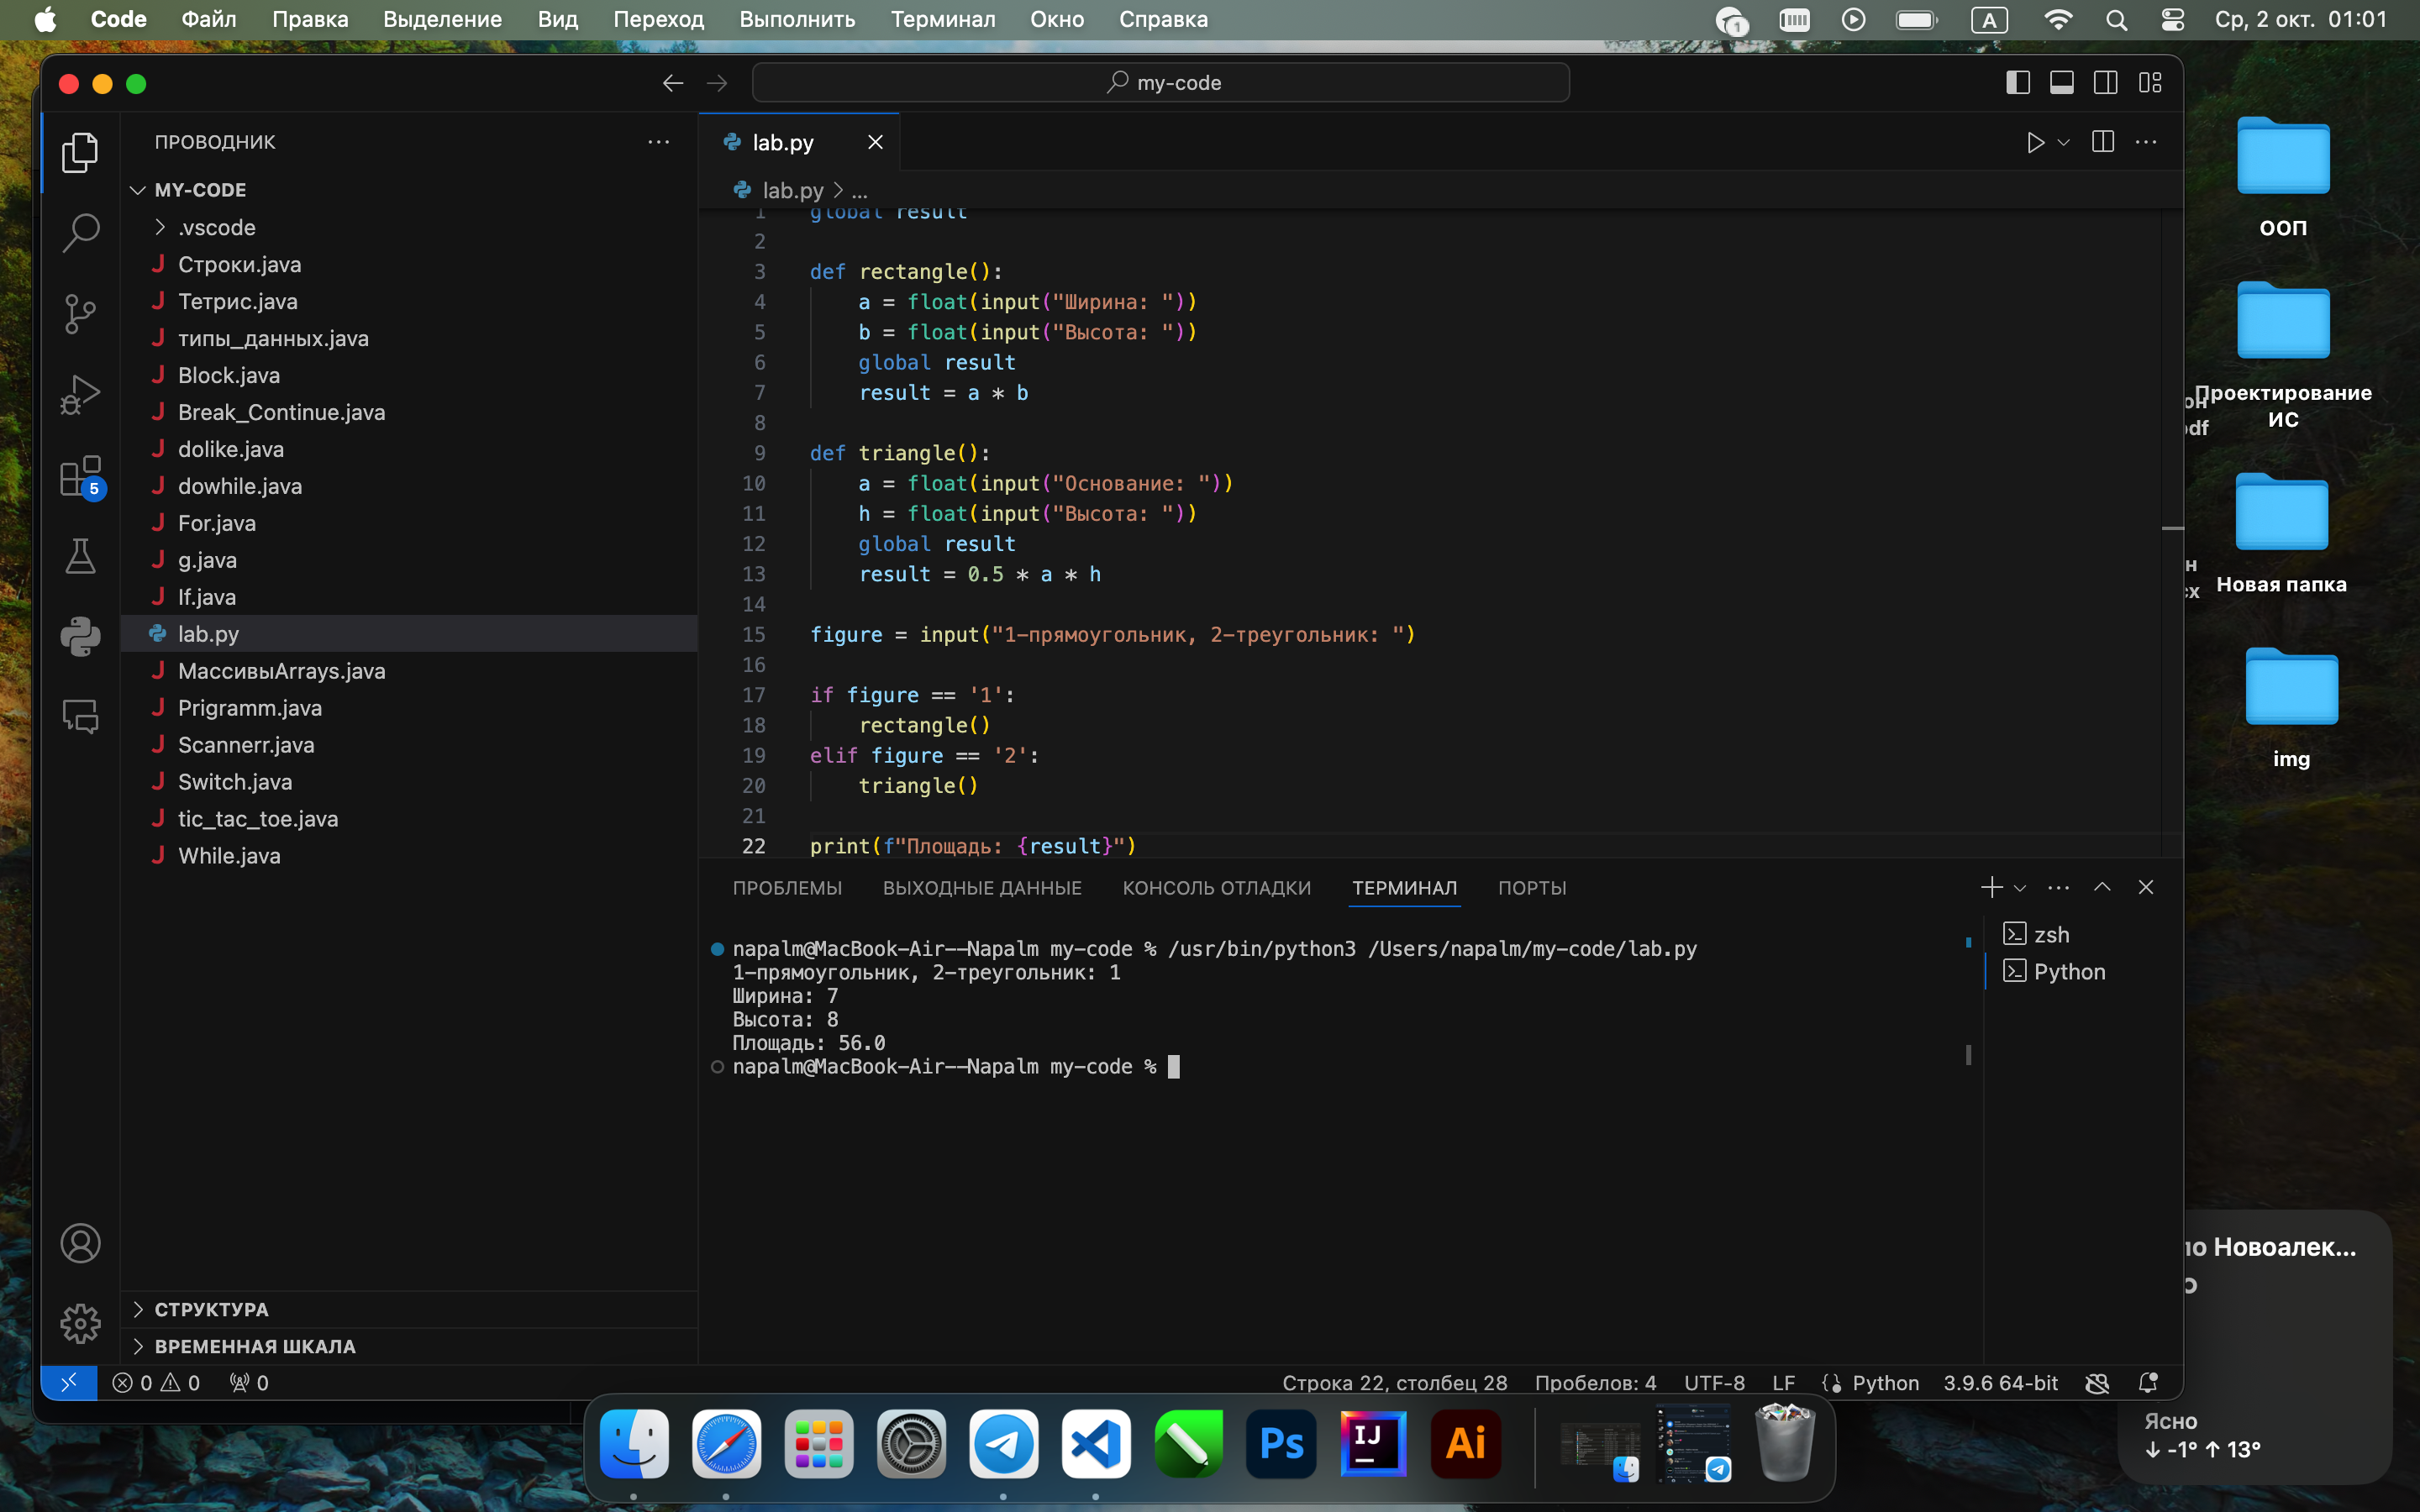 Code Файл Правка Выделение Вид Переход Выполнить Терминал Окно Справка 1 A Ср, 2 окт. 01:01
my-code
ПРОВОДНИК
MY-CODE
.vscode
Строки.java
Тетрис.java
типы_данных.java
Block.java
Break_Continue.java
dolike.java
dowhile.java
For.java
g.java
If.java
lab.py
МассивыArrays.java
Prigramm.java
Scannerr.java
Switch.java
tic_tac_toe.java
While.java
СТРУКТУРА
ВРЕМЕННАЯ ШКАЛА
5
lab.py
lab.py > ...
1 global result
2
3 def rectangle():
4 a = float(input("Ширина: "))
5 b = float(input("Высота: "))
6 global result
7 result = a * b
8
9 def triangle():
10 a = float(input("Основание: "))
11 h = float(input("Высота: "))
12 global result
13 result = 0.5 * a * h
14
15 figure = input("1-прямоугольник, 2-треугольник: ")
16
17 if figure == '1':
18 rectangle()
19 elif figure == '2':
20 triangle()
21
22 print(f"Площадь: {result}")
ПРОБЛЕМЫ ВЫХОДНЫЕ ДАННЫЕ КОНСОЛЬ ОТЛАДКИ ТЕРМИНАЛ ПОРТЫ
napalm@MacBook-Air--Napalm my-code % /usr/bin/python3 /Users/napalm/my-code/lab.py
1-прямоугольник, 2-треугольник: 1
Ширина: 7
Высота: 8
Площадь: 56.0
napalm@MacBook-Air--Napalm my-code %
zsh
Python
0 0 0
Строка 22, столбец 28 Пробелов: 4 UTF-8 LF Python 3.9.6 64-bit
ООП
Проектирование
ИС
Новая папка
img
Новоалек...
Ясно
↓ -1° ↑ 13°
Ps IJ Ai